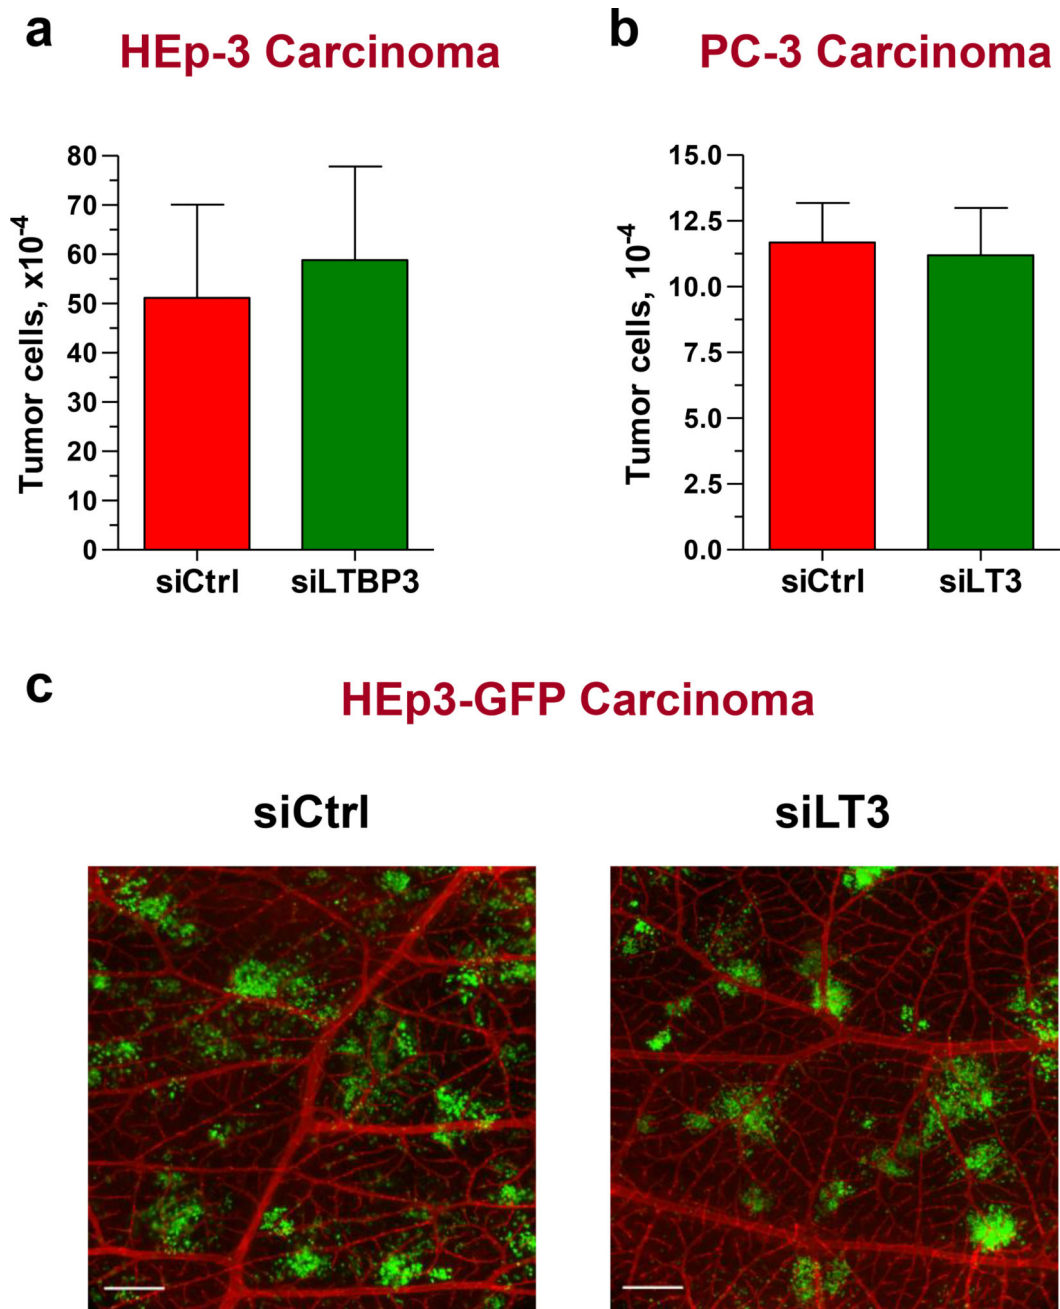 a
HEp-3 Carcinoma
b
PC-3 Carcinoma
Tumor cells, x10-4
80
70
60
50
40
30
20
10
0
siCtrl
siLTBP3
Tumor cells, 10-4
15.0
12.5
10.0
7.5
5.0
2.5
0.0
siCtrl
siLT3
c
HEp3-GFP Carcinoma
siCtrl
siLT3